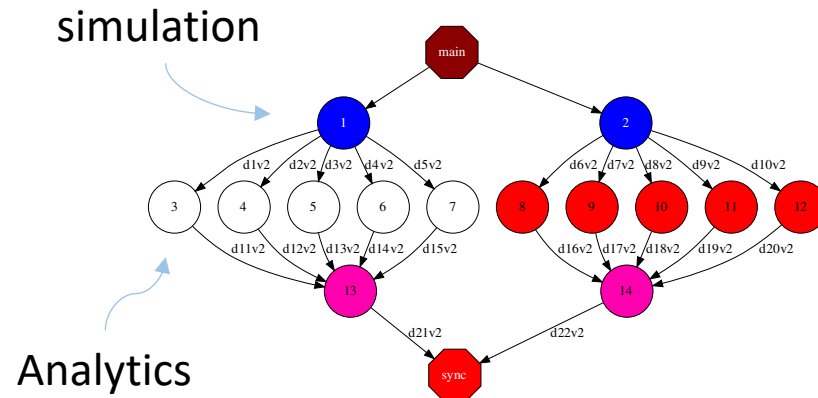 simulation
main
1
2
d1v2
d2v2
d3v2
d4v2
d5v2
d6v2
d7v2
d8v2
d9v2
d10v2
3
4
5
6
7
8
9
10
11
12
d11v2
d12v2
d13v2
d14v2
d15v2
d16v2
d17v2
d18v2
d19v2
d20v2
13
14
d21v2
d22v2
Analytics
sync